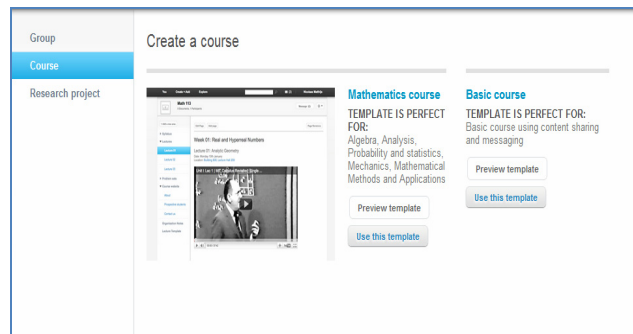 Group
Course
Research project
Create a course
Math 113
Week 01: Real and Hyperreal Numbers
Lecture 01: Analysis Geometry
Mathematics course
TEMPLATE IS PERFECT
FOR:
Algebra, Analysis,
Probability and statistics,
Mechanics, Mathematical
Methods and Applications
Preview template
Use this template
Basic course
TEMPLATE IS PERFECT FOR:
Basic course using content sharing
and messaging
Preview template
Use this template